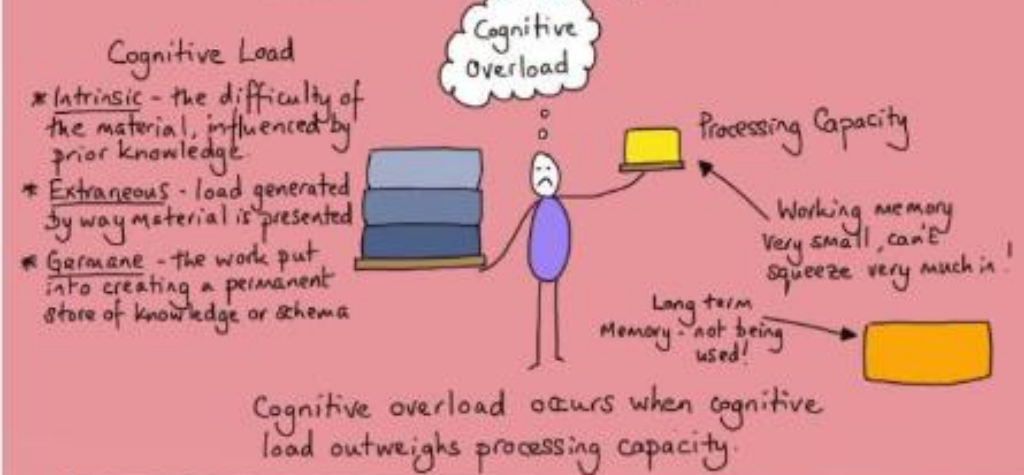 Cognitive Load
* Intrinsic - the difficulty of
the material, influenced by
prior knowledge.
* Extraneous - load generated
by way material is presented
* Germane - the work put
into creating a permanent
store of knowledge or schema
Cognitive
Overload
Processing Capacity
Working memory
very small, can't
squeeze very much in!
Long term
Memory - not being
used!
Cognitive overload occurs when cognitive
load outweighs processing capacity.